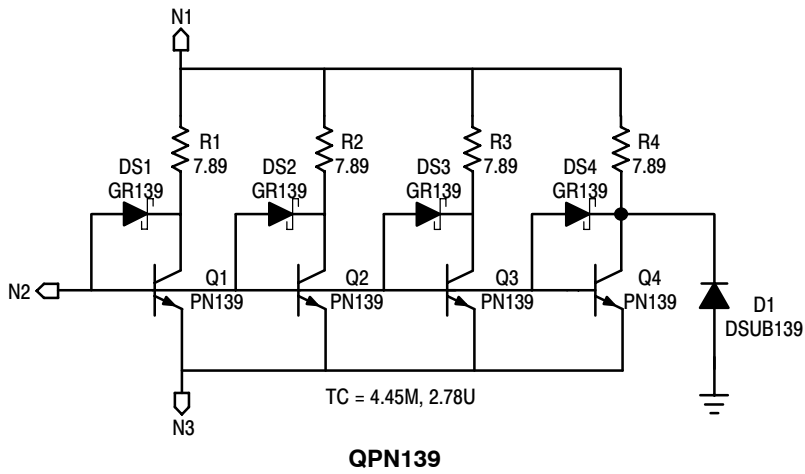 N1
R1
7.89
R2
7.89
R3
7.89
R4
7.89
DS1
GR139
DS2
GR139
DS3
GR139
DS4
GR139
N2
Q1
PN139
Q2
PN139
Q3
PN139
Q4
PN139
D1
DSUB139
N3
TC = 4.45M, 2.78U
QPN139